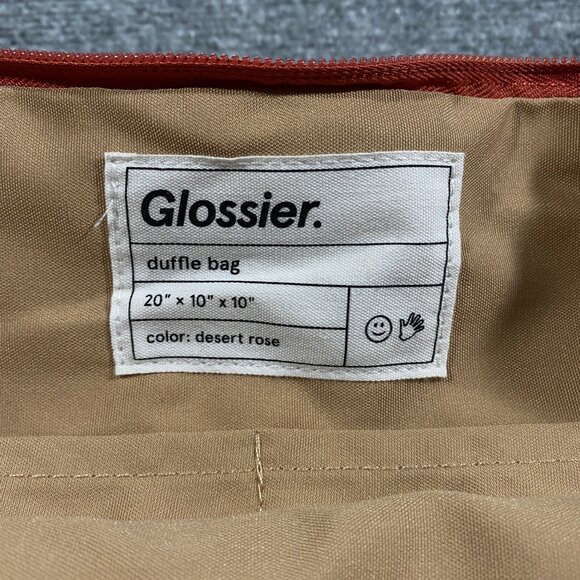 Glossier.
duffle bag
20" × 10" x 10"
color: desert rose